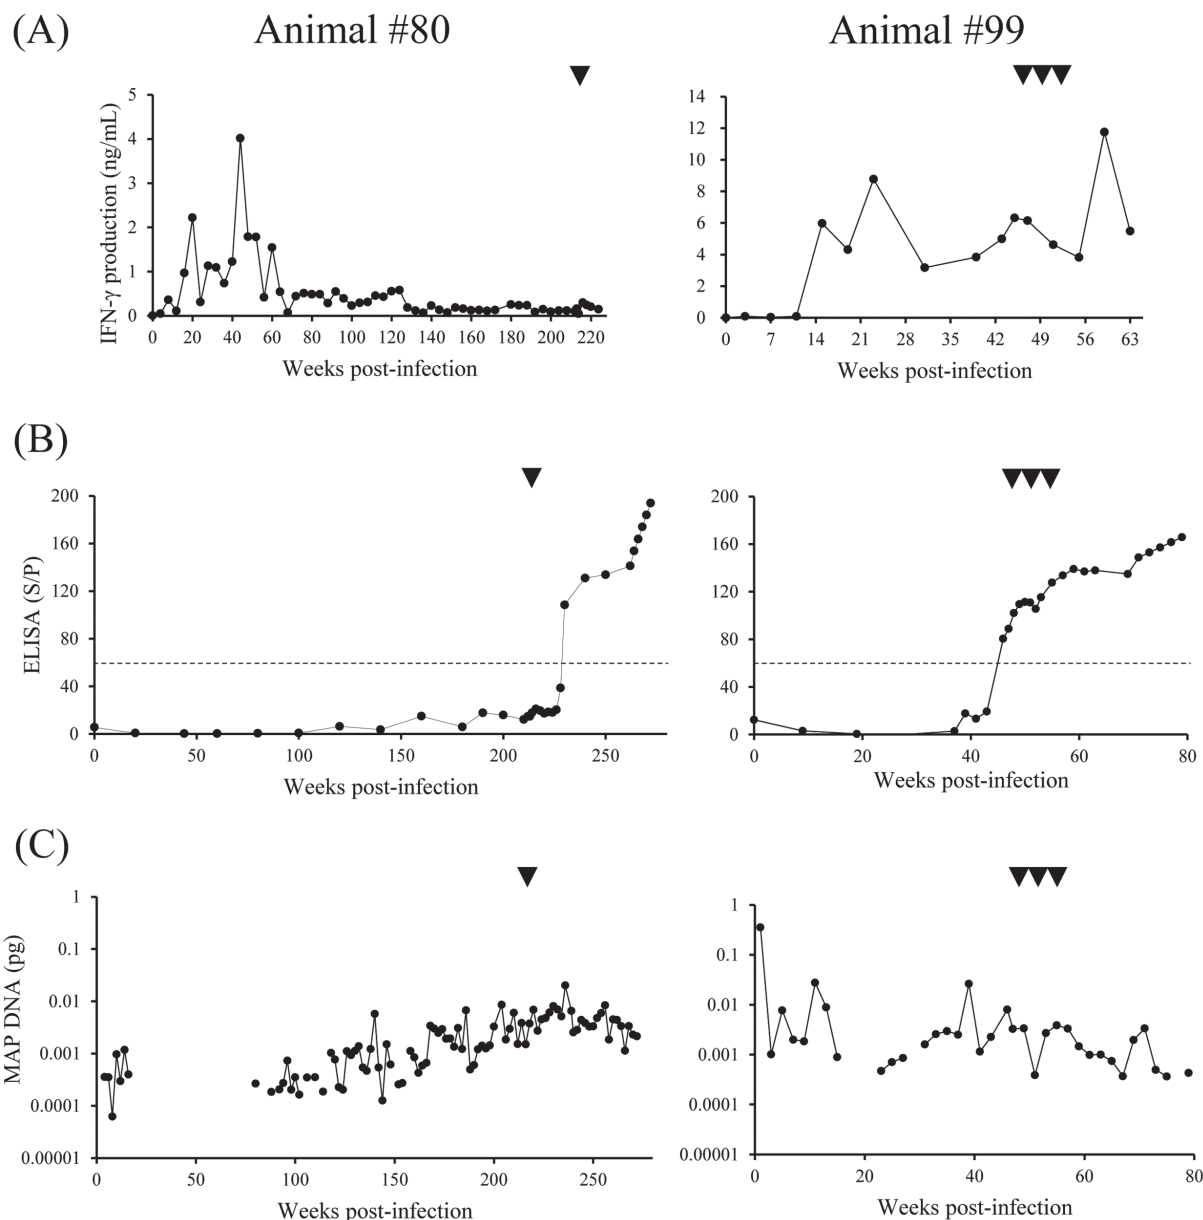 (A) Animal #80 Animal #99
IFN-γ production (ng/mL)
5
4
3
2
1
0
0 20 40 60 80 100 120 140 160 180 200 220
Weeks post-infection
14
12
10
8
6
4
2
0
0 7 14 21 28 35 42 49 56 63
Weeks post-infection
(B)
ELISA (S/P)
200
160
120
80
40
0
0 50 100 150 200 250
Weeks post-infection
200
160
120
80
40
0
0 20 40 60 80
Weeks post-infection
(C)
MAP DNA (pg)
1
0.1
0.01
0.001
0.0001
0.00001
0 50 100 150 200 250
Weeks post-infection
1
0.1
0.01
0.001
0.0001
0.00001
0 20 40 60 80
Weeks post-infection